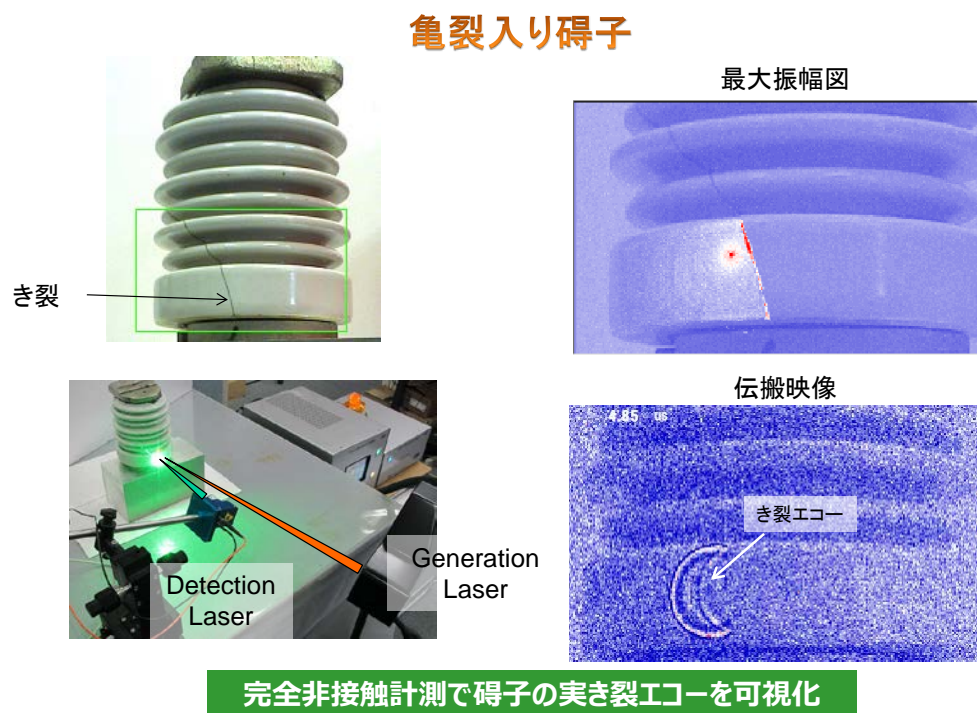 亀裂入り碍子
最大振幅図
き裂
伝搬映像
4.85 us
き裂エコー
Detection
Laser
Generation
Laser
完全非接触計測で碍子の実き裂エコーを可視化